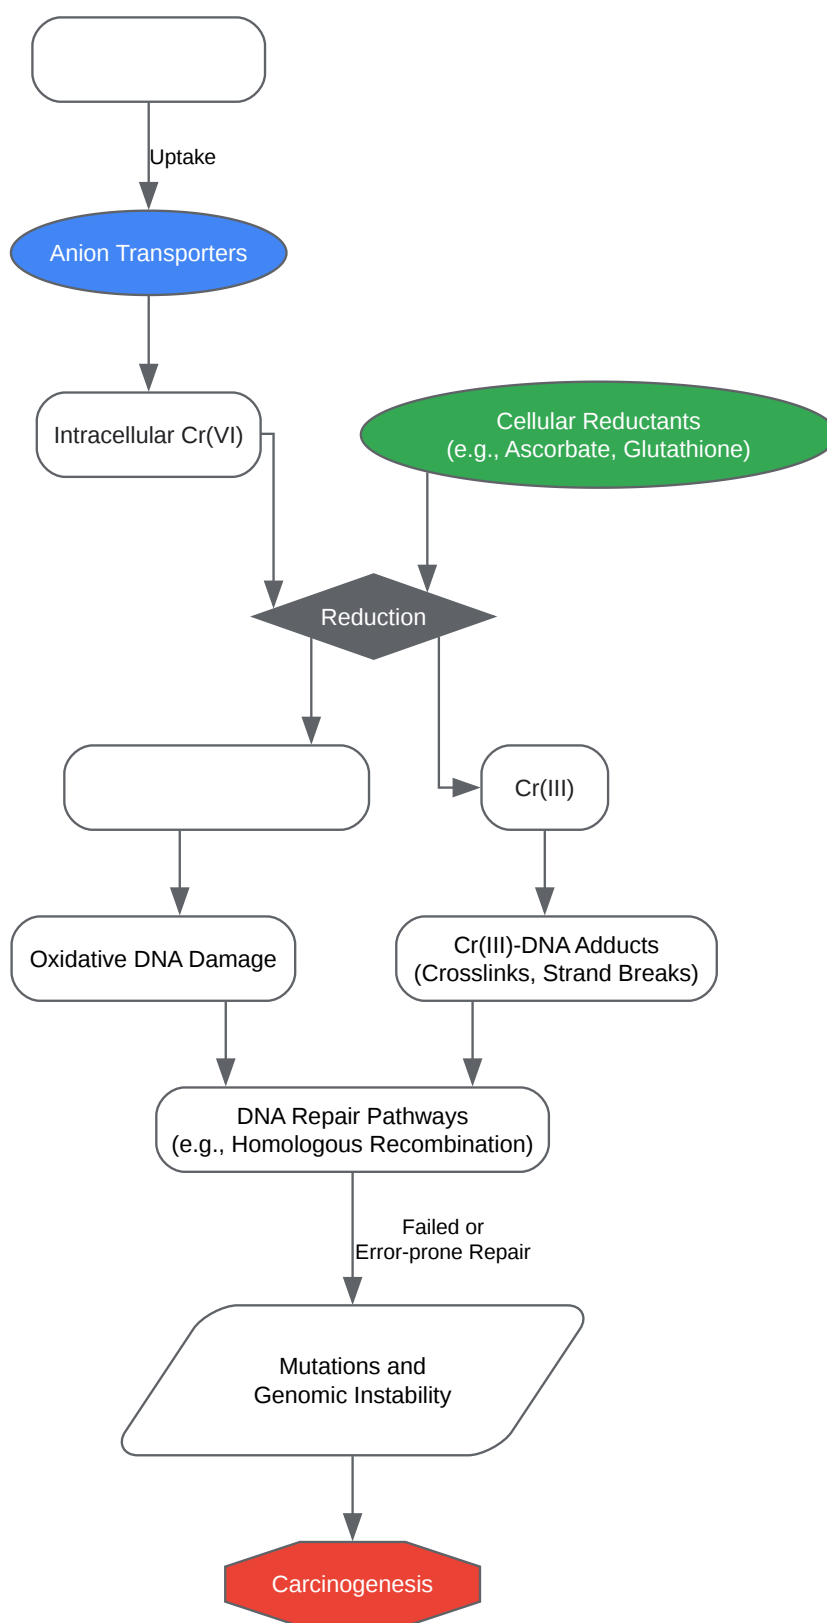 Uptake
Anion Transporters
Intracellular Cr(VI)
Cellular Reductants
(e.g., Ascorbate, Glutathione)
Reduction
Cr(III)
Oxidative DNA Damage
Cr(III)-DNA Adducts
(Crosslinks, Strand Breaks)
DNA Repair Pathways
(e.g., Homologous Recombination)
Failed or
Error-prone Repair
Mutations and
Genomic Instability
Carcinogenesis